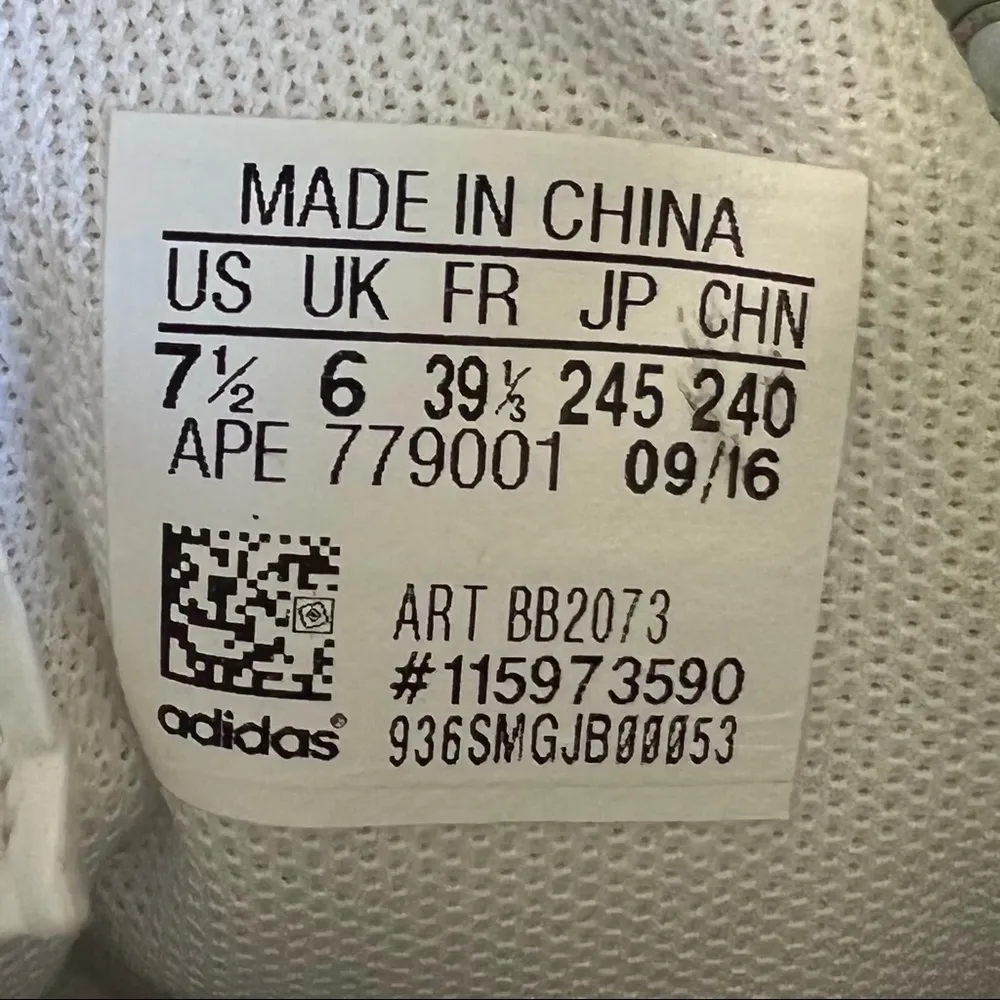 MADE IN CHINA
US UK FR JP CHN
7½ 6 39⅓ 245 240
APE 779001 09/16
ART BB2073
#115973590
adidas® 936SMGJB00053